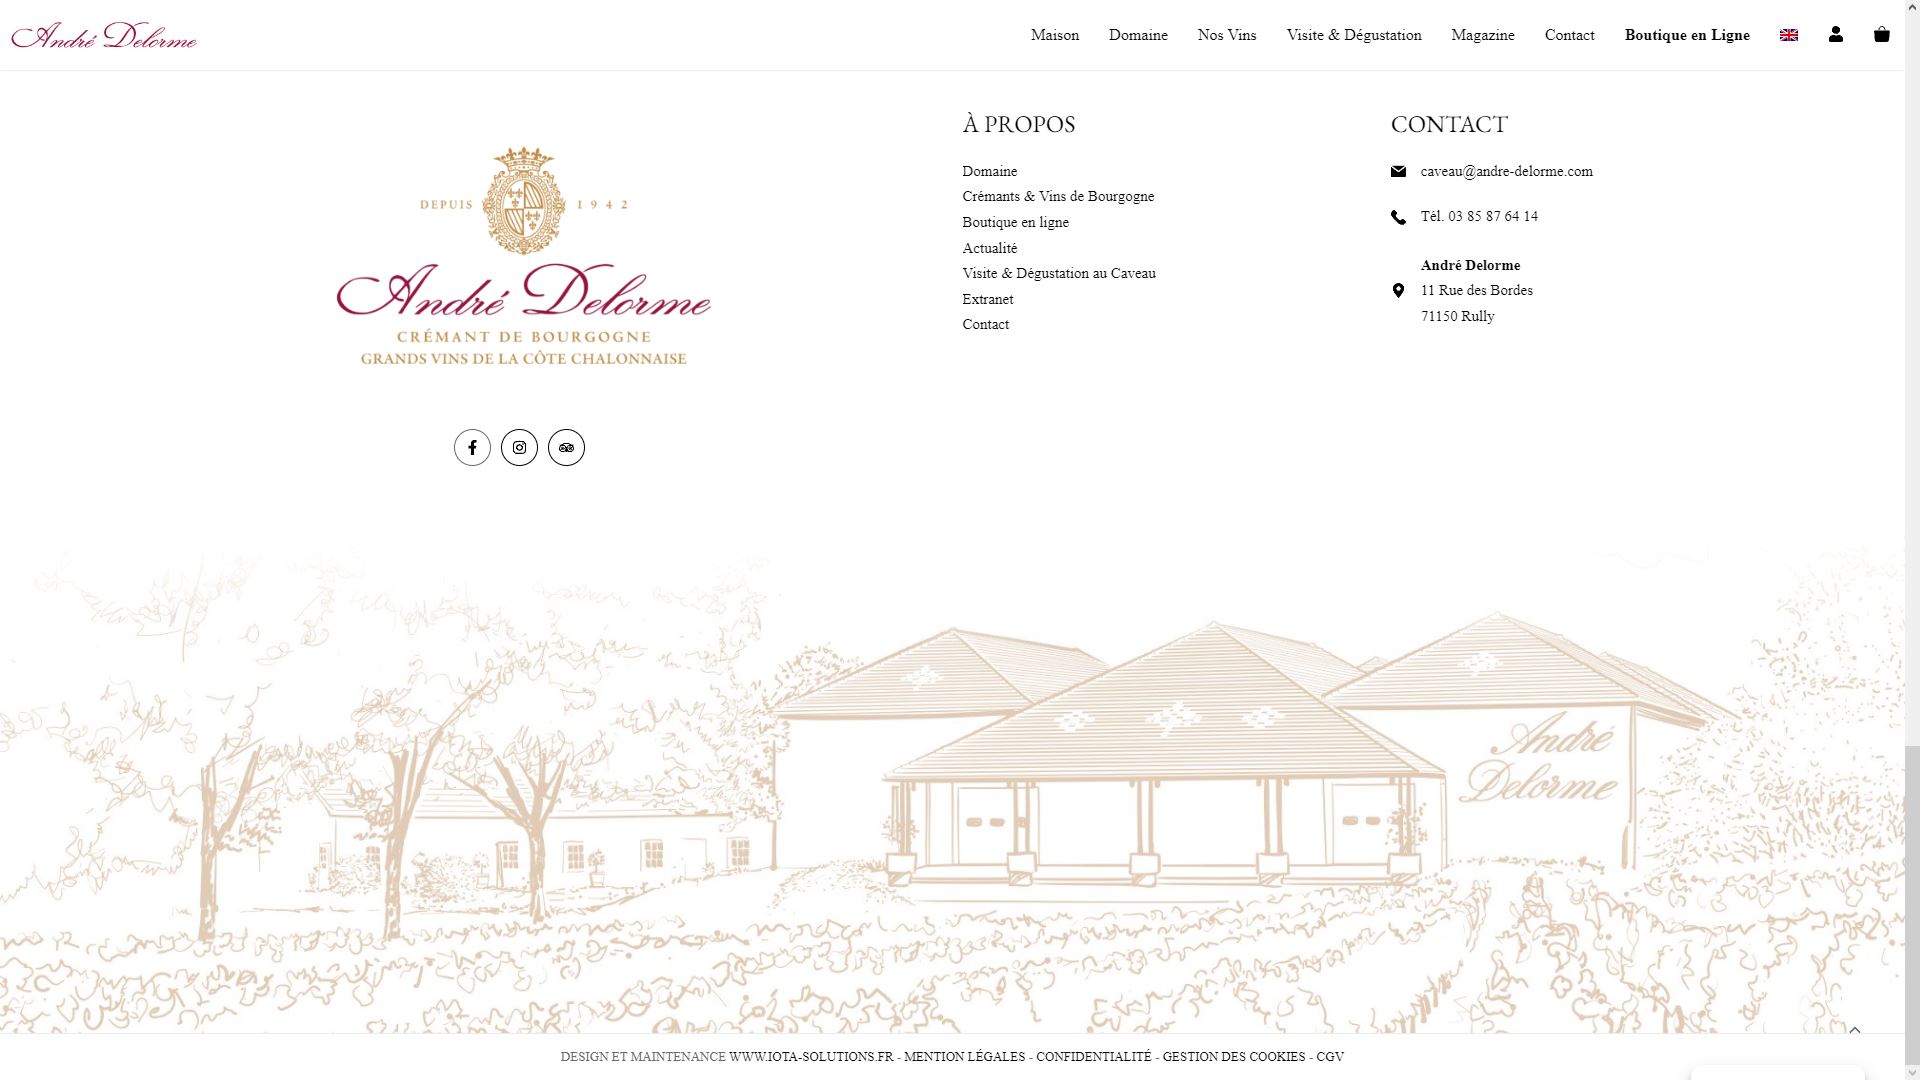 André Delorme
Maison
Domaine
Nos Vins
Visite & Dégustation
Magazine
Contact
Boutique en Ligne
DEPUIS 1942
André Delorme
CRÉMANT DE BOURGOGNE
GRANDS VINS DE LA CÔTE CHALONNAISE
À PROPOS
Domaine
Crémants & Vins de Bourgogne
Boutique en ligne
Actualité
Visite & Dégustation au Caveau
Extranet
Contact
CONTACT
caveau@andre-delorme.com
Tél. 03 85 87 64 14
André Delorme
11 Rue des Bordes
71150 Rully
André
Delorme
DESIGN ET MAINTENANCE WWW.IOTA-SOLUTIONS.FR - MENTION LÉGALES - CONFIDENTIALITÉ - GESTION DES COOKIES - CGV